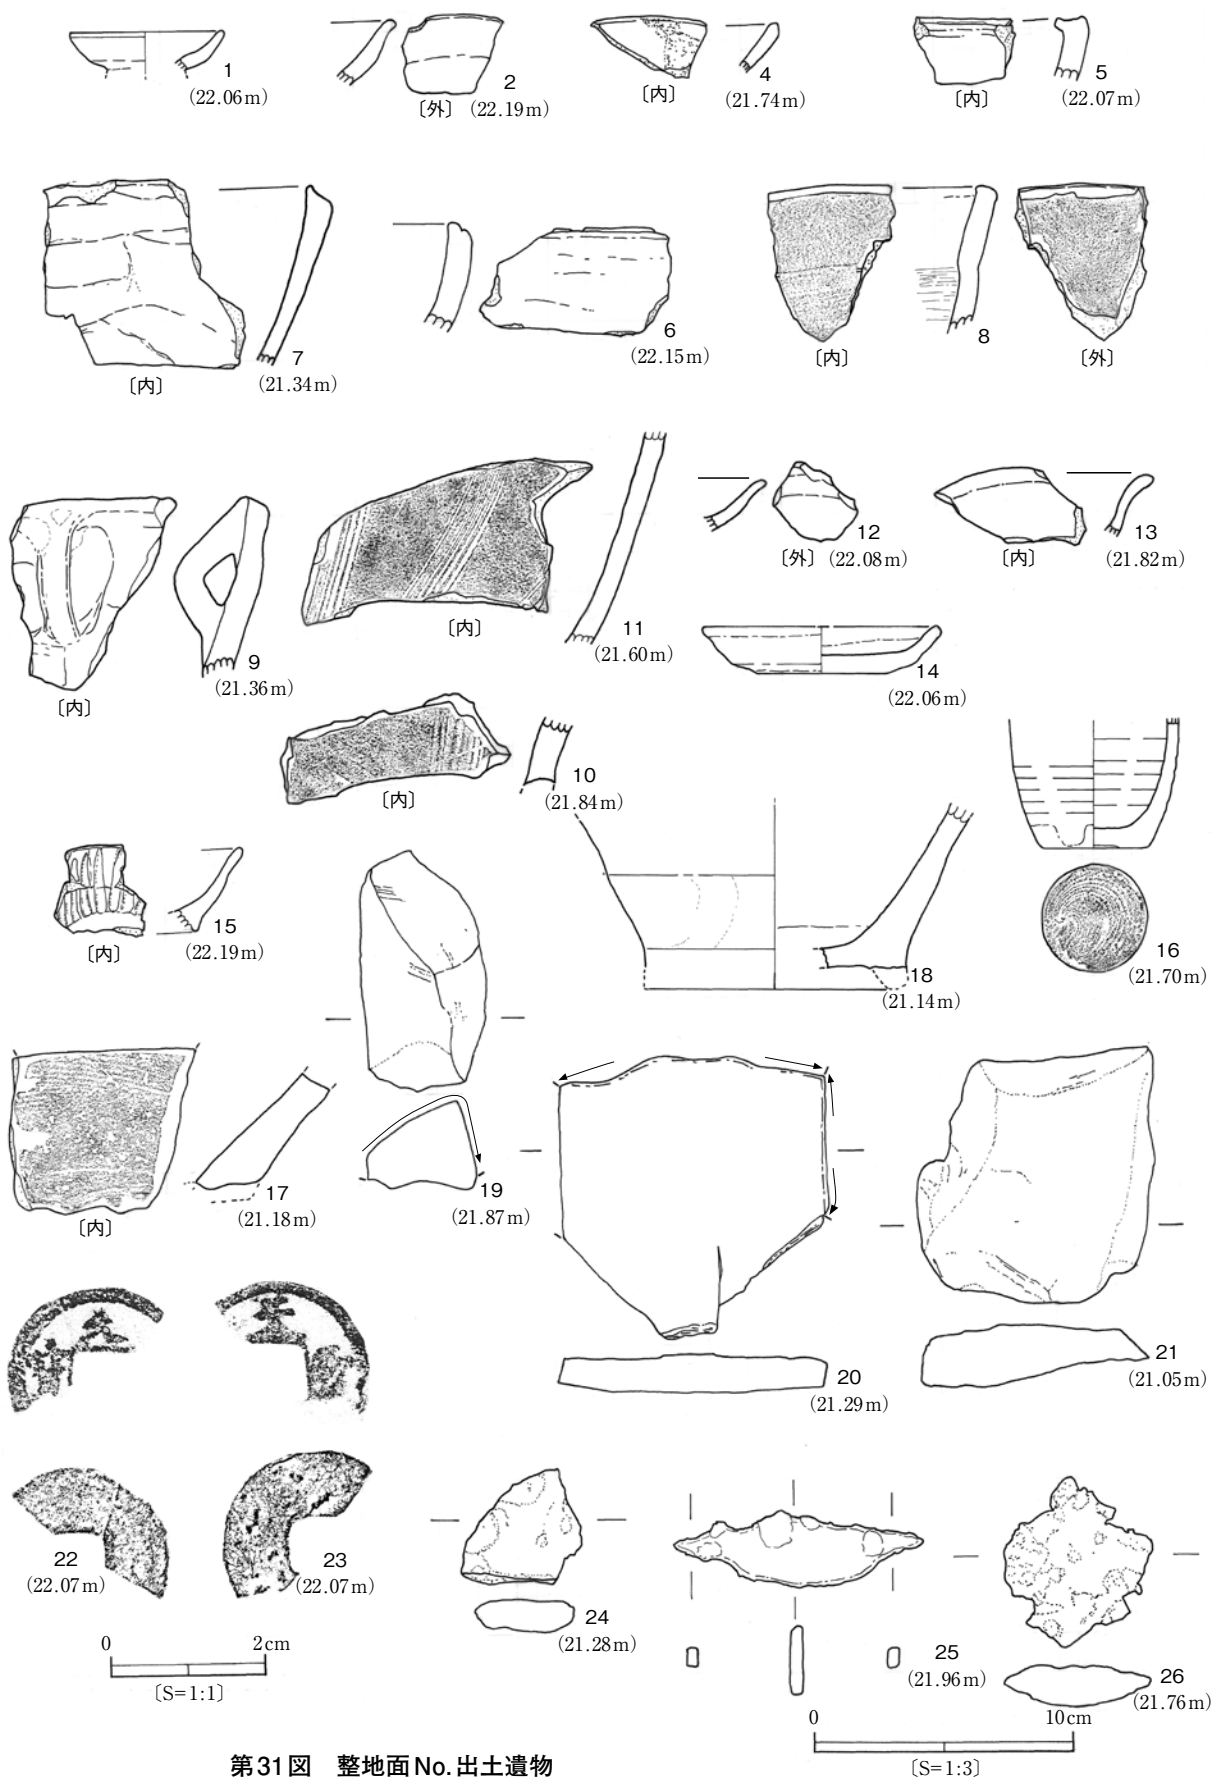 1
(22.06m)
2
〔外〕 (22.19m)
4
〔内〕
(21.74m)
5
〔内〕
(22.07m)
7
〔内〕
(21.34m)
6
(22.15m)
8
〔内〕
〔外〕
9
(21.36m)
〔内〕
11
〔内〕
(21.60m)
12
〔外〕 (22.08m)
13
〔内〕
(21.82m)
14
(22.06m)
10
〔内〕
(21.84m)
15
〔内〕
(22.19m)
16
(21.70m)
18
(21.14m)
17
〔内〕
(21.18m)
19
(21.87m)
20
(21.29m)
21
(21.05m)
22
(22.07m)
23
(22.07m)
24
(21.28m)
25
(21.96m)
26
(21.76m)
0 2cm
〔S=1:1〕
0 10cm
〔S=1:3〕
第31図 整地面No.出土遺物